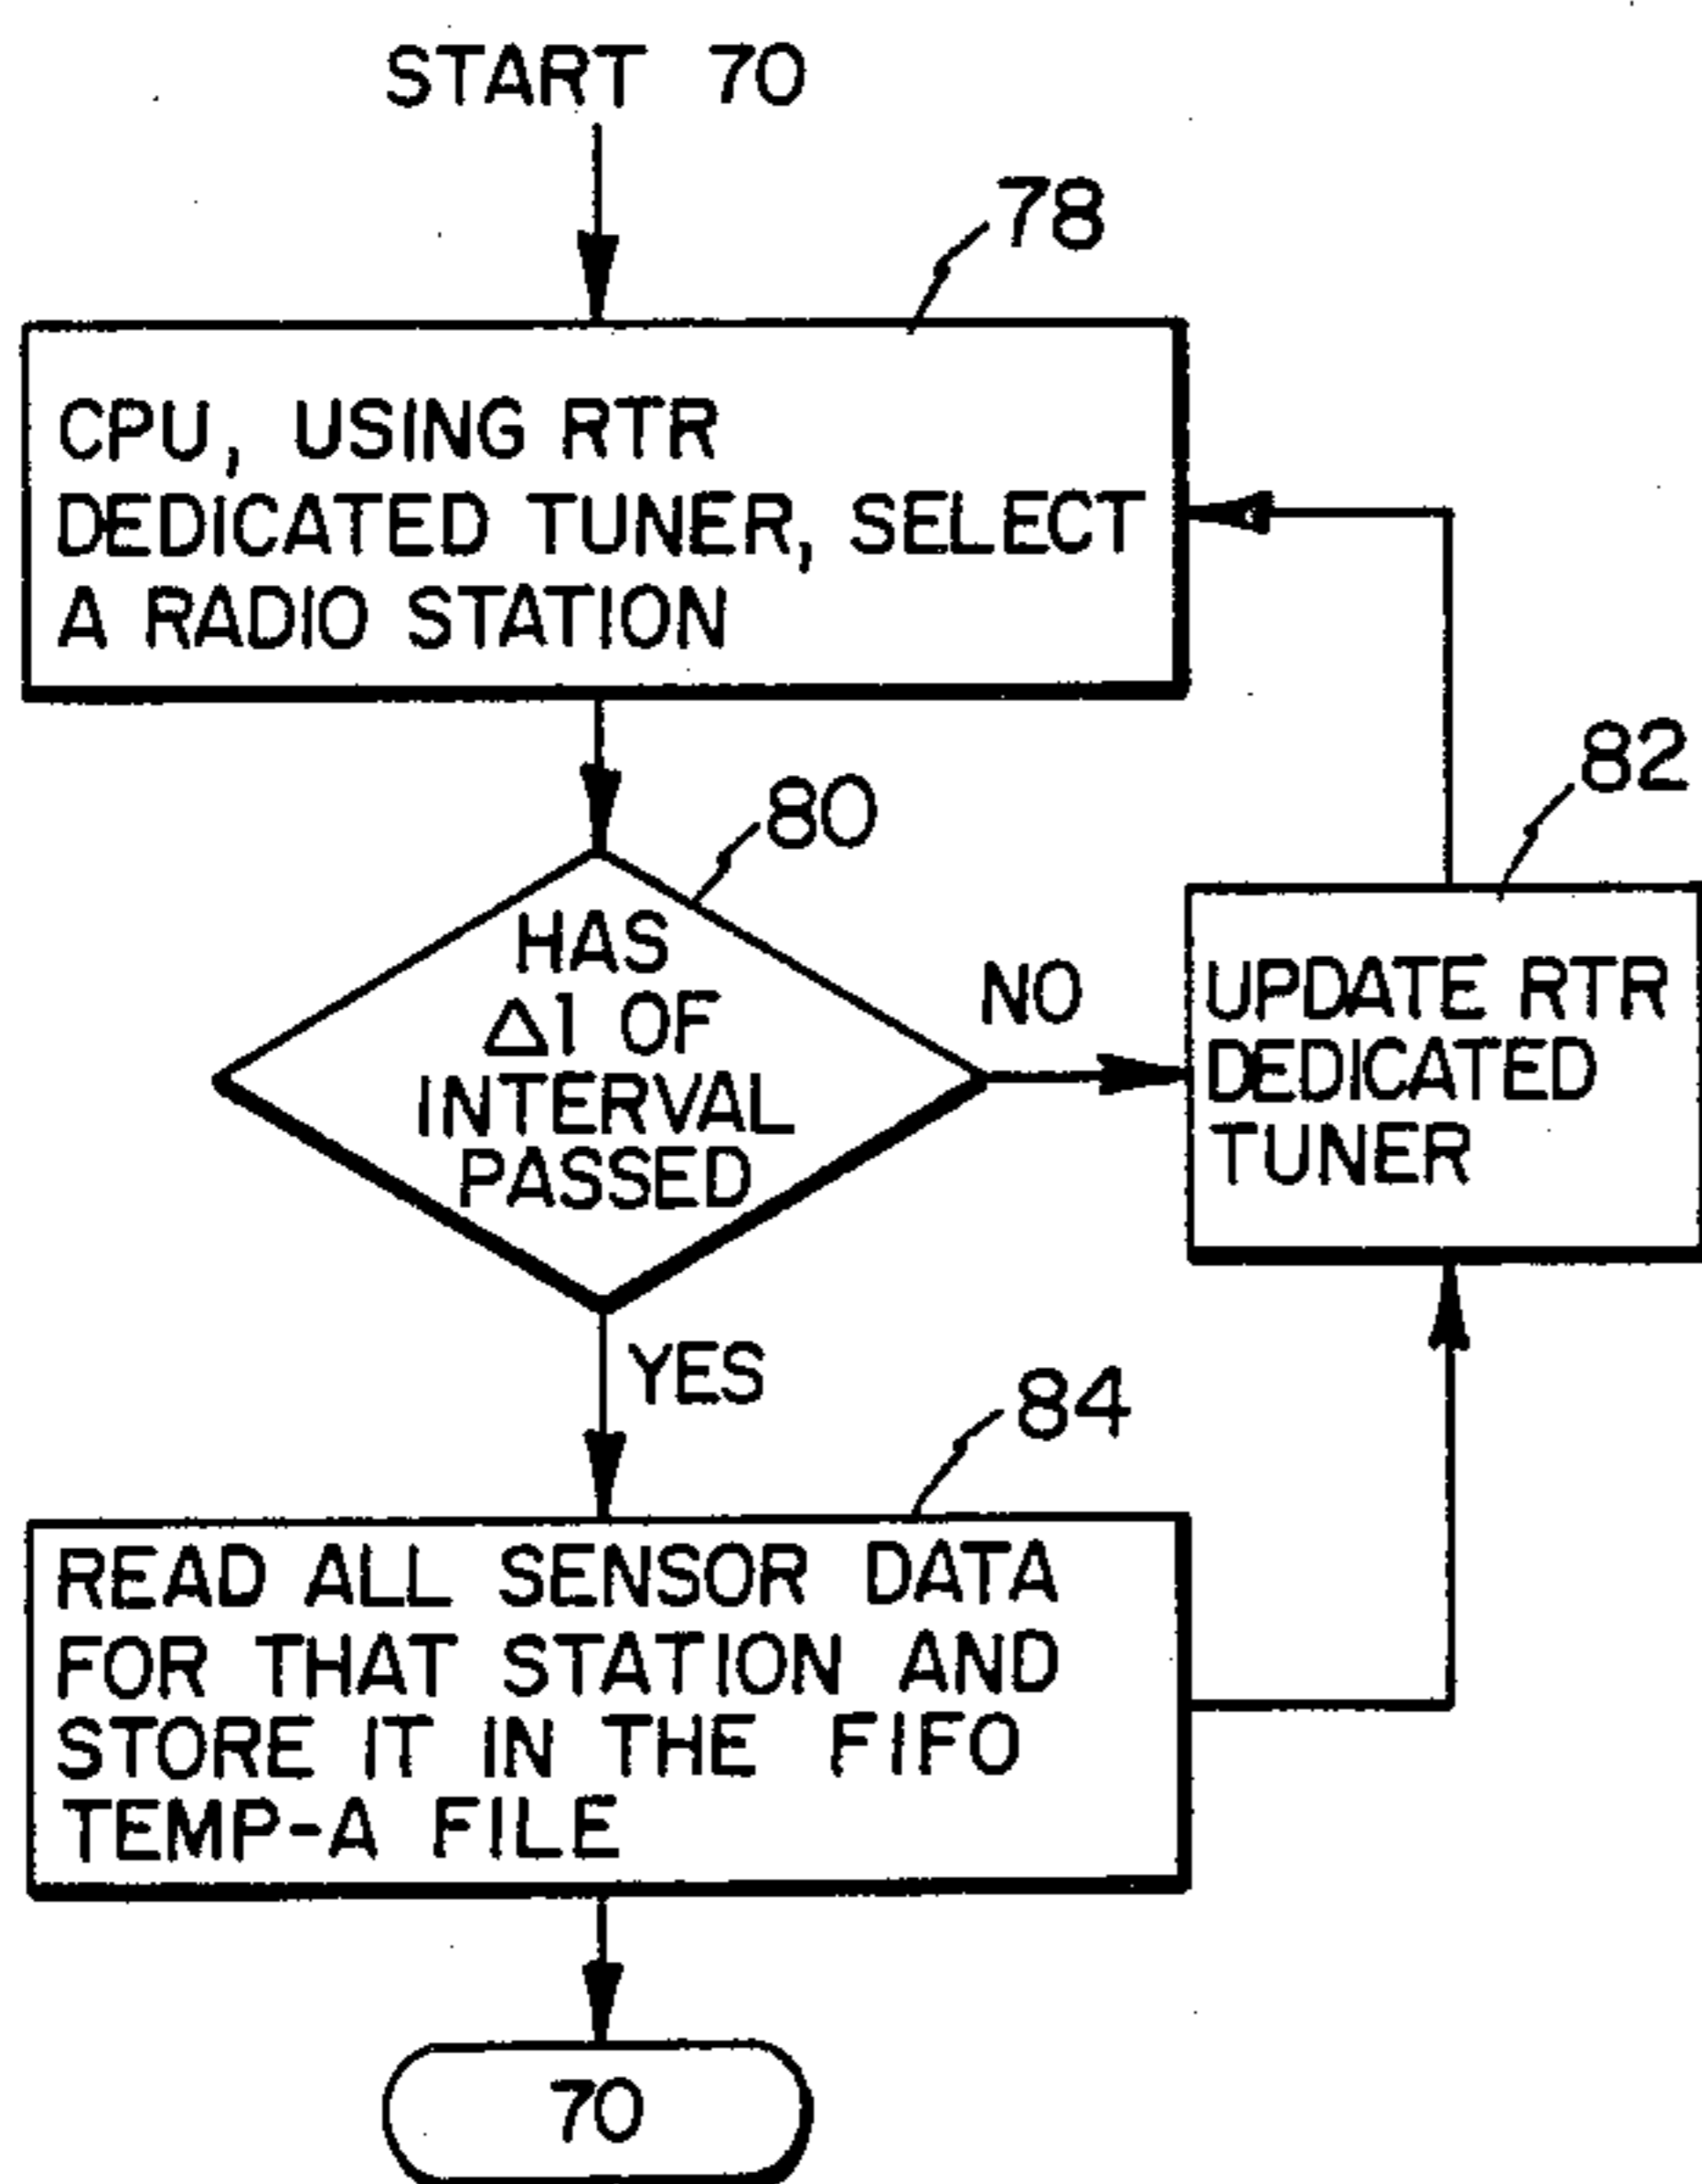 START 70
78
CPU, USING RTR
DEDICATED TUNER, SELECT
A RADIO STATION
80
HAS
Δ1 OF
INTERVAL
PASSED
NO
82
UPDATE RTR
DEDICATED
TUNER
YES
84
READ ALL SENSOR DATA
FOR THAT STATION AND
STORE IT IN THE FIFO
TEMP-A FILE
70